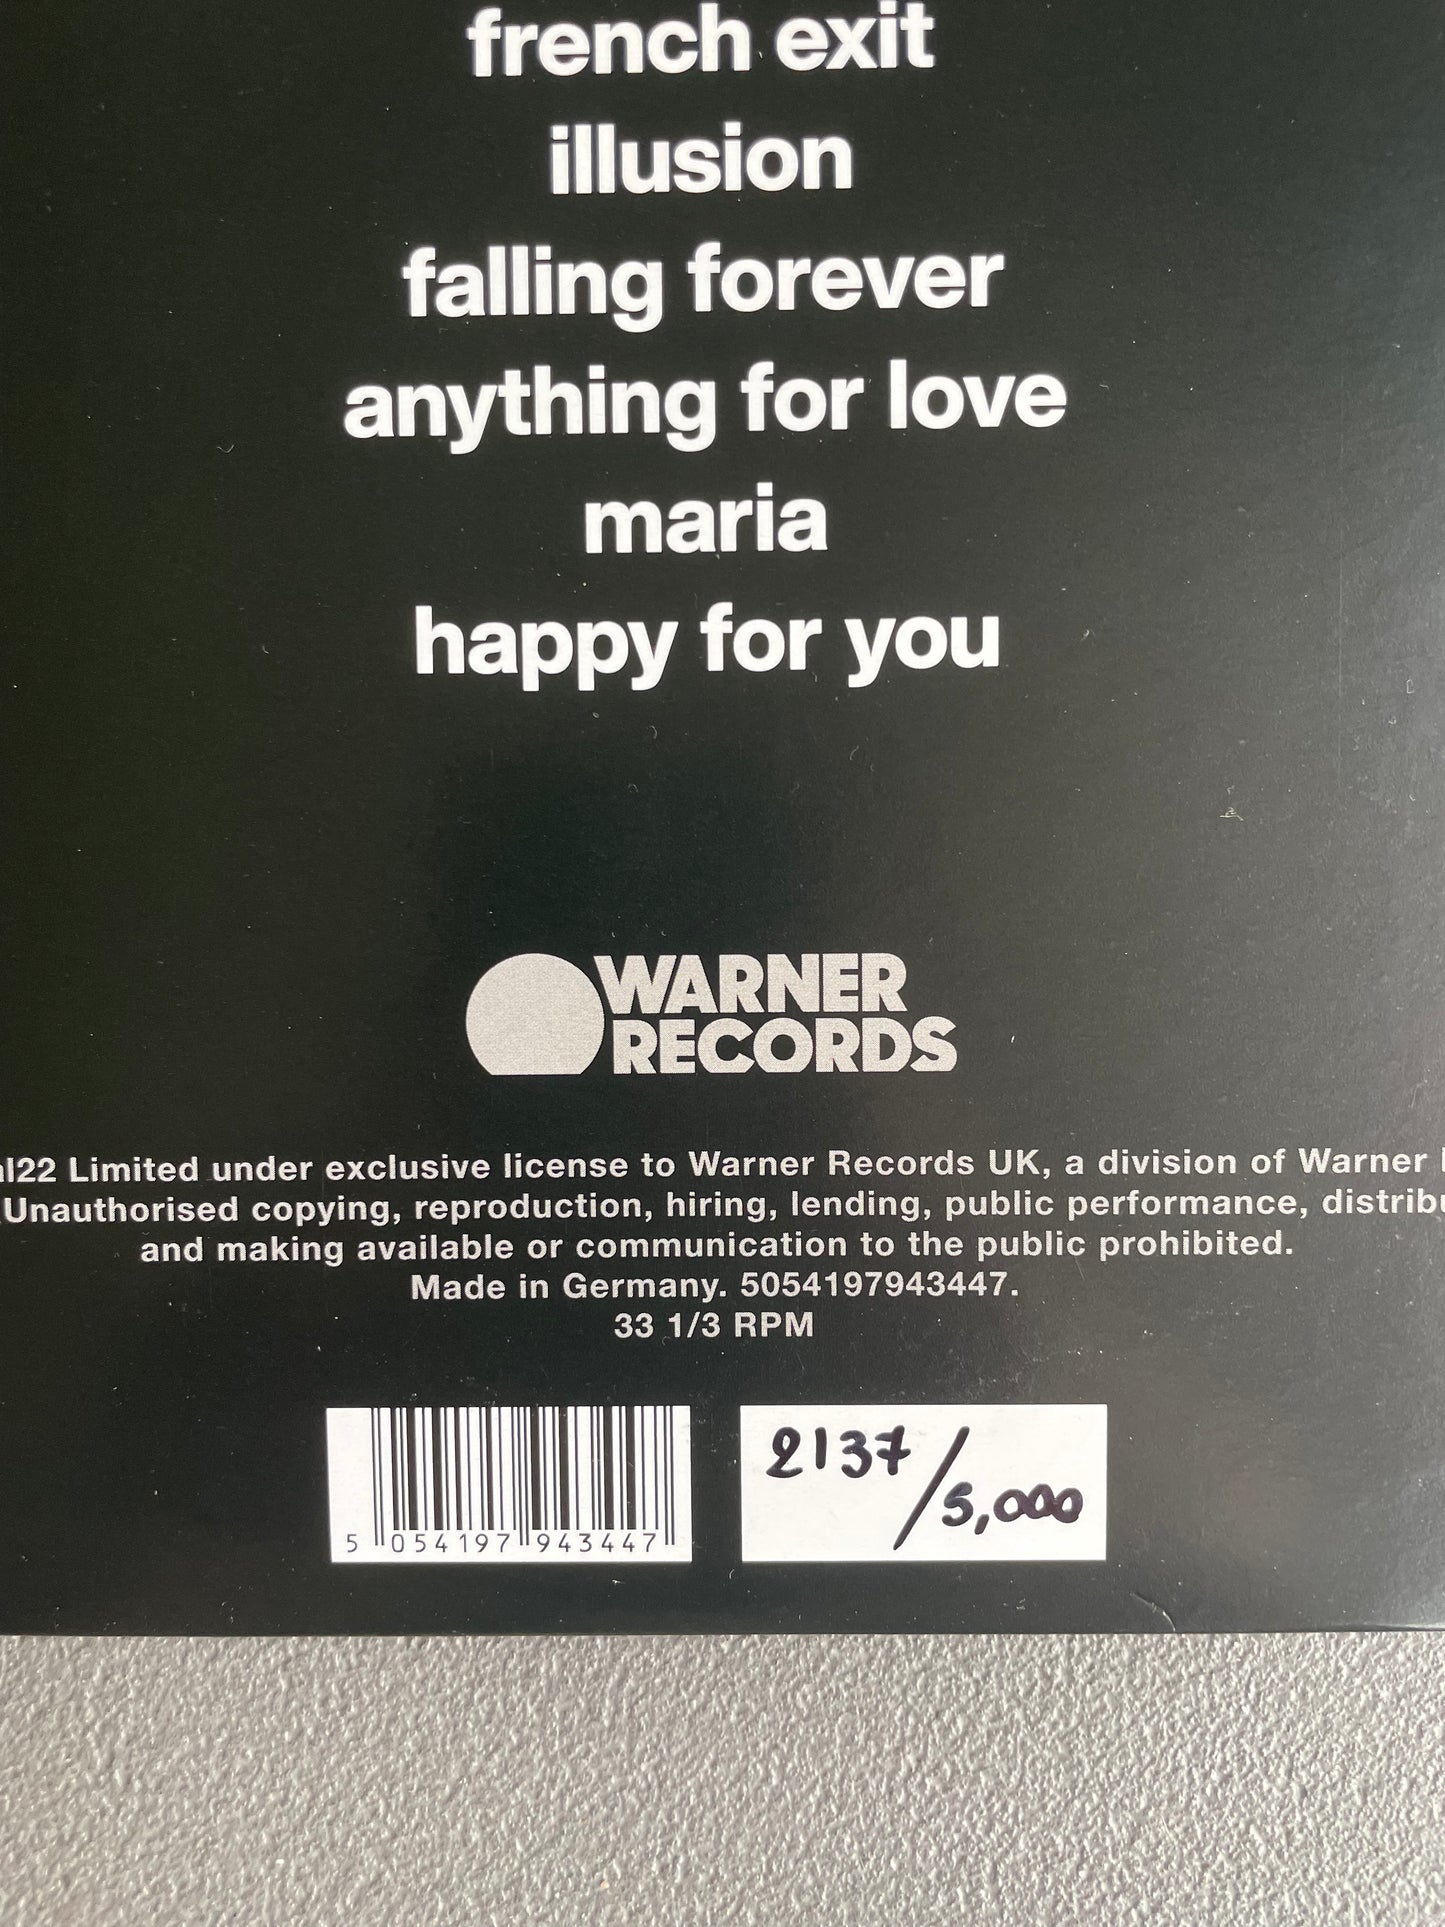 french exit
illusion
falling forever
anything for love
maria
happy for you
WARNER
RECORDS
l22 Limited under exclusive license to Warner Records UK, a division of Warner
Unauthorised copying, reproduction, hiring, lending, public performance,
and making available or communication to the public prohibited.
Made in Germany. 5054197943447.
33 1/3 RPM
5 054197 943447
2137/5,000